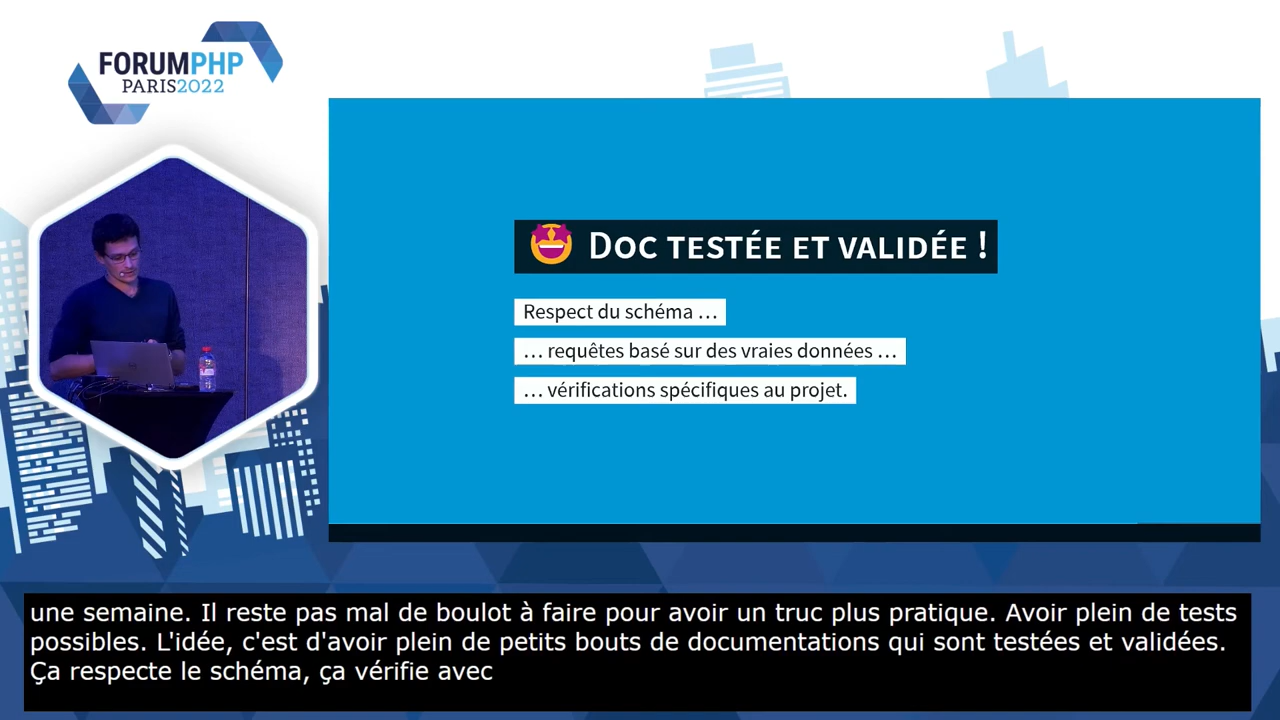 FORUMPHP
PARIS2022
Doc testée et validée !
Respect du schéma …
… requêtes basé sur des vraies données …
… vérifications spécifiques au projet.
une semaine. Il reste pas mal de boulot à faire pour avoir un truc plus pratique. Avoir plein de tests
possibles. L'idée, c'est d'avoir plein de petits bouts de documentations qui sont testées et validées.
Ça respecte le schéma, ça vérifie avec